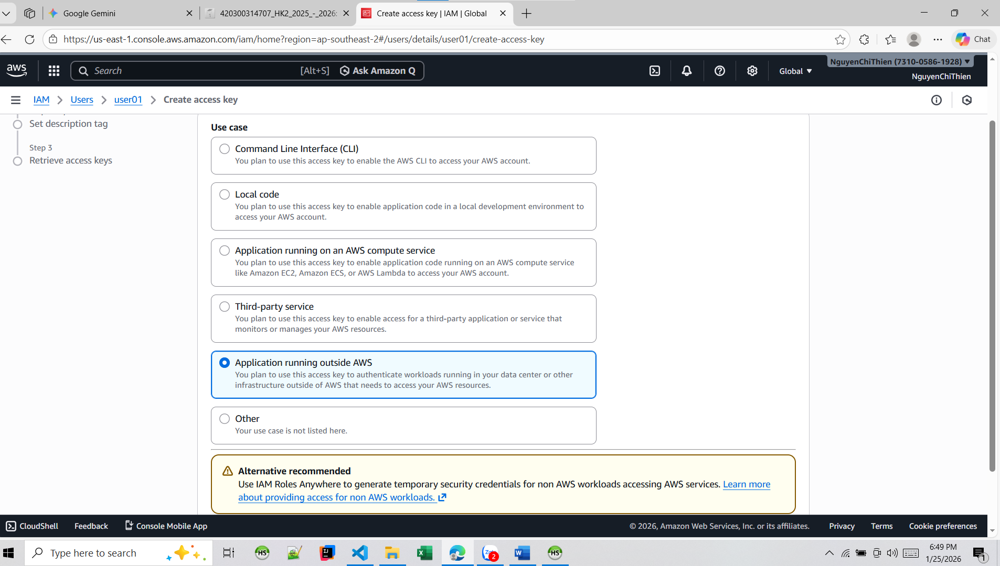 Google Gemini
420300314707_HK2_2025_-_2026:
Create access key | IAM | Global
https://us-east-1.console.aws.amazon.com/iam/home?region=ap-southeast-2#/users/details/user01/create-access-key
Chat
aws
Search
[Alt+S]
Ask Amazon Q
Global
NguyenChiThien (7310-0586-1928)
NguyenChiThien
IAM
Users
user01
Create access key
Set description tag
Step 3
Retrieve access keys
Use case
Command Line Interface (CLI)
You plan to use this access key to enable the AWS CLI to access your AWS account.
Local code
You plan to use this access key to enable application code in a local development environment to
access your AWS account.
Application running on an AWS compute service
You plan to use this access key to enable application code running on an AWS compute service
like Amazon EC2, Amazon ECS, or AWS Lambda to access your AWS account.
Third-party service
You plan to use this access key to enable access for a third-party application or service that
monitors or manages your AWS resources.
Application running outside AWS
You plan to use this access key to authenticate workloads running in your data center or other
infrastructure outside of AWS that needs to access your AWS resources.
Other
Your use case is not listed here.
Alternative recommended
Use IAM Roles Anywhere to generate temporary security credentials for non AWS workloads accessing AWS services. Learn more
about providing access for non AWS workloads.
CloudShell
Feedback
Console Mobile App
© 2026, Amazon Web Services, Inc. or its affiliates.
Privacy
Terms
Cookie preferences
Type here to search
HS
IJ
X
2
W
HS
6:49 PM
1/25/2026
1